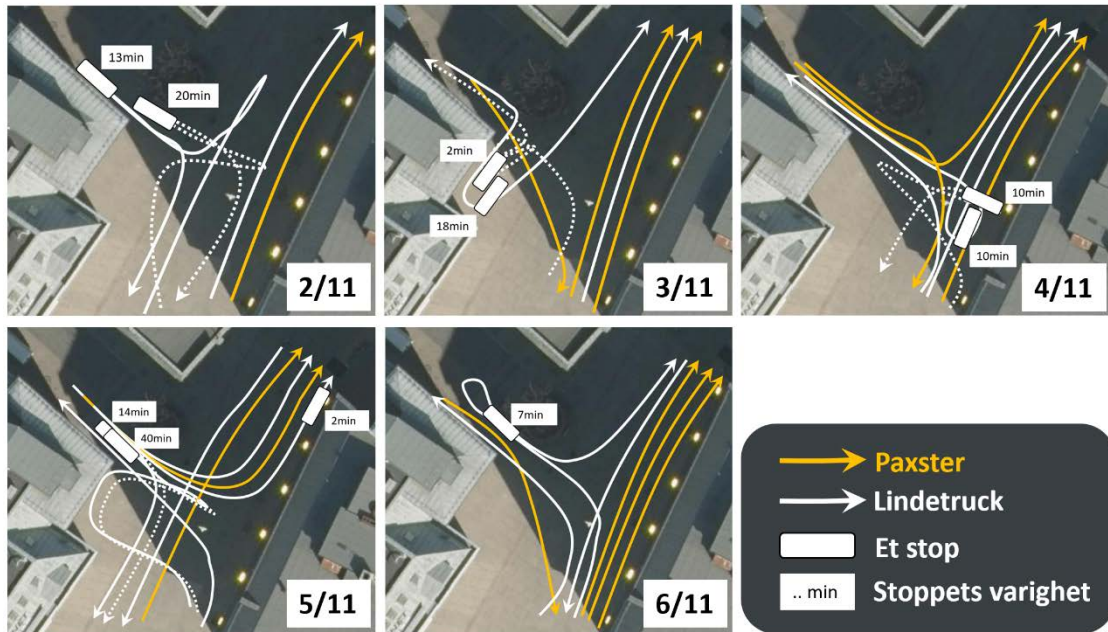 13min
20min
2/11
2min
18min
3/11
10min
10min
4/11
14min
40min
2min
5/11
7min
6/11
Paxster
Lindetruck
Et stop
.. min Stoppets varighet